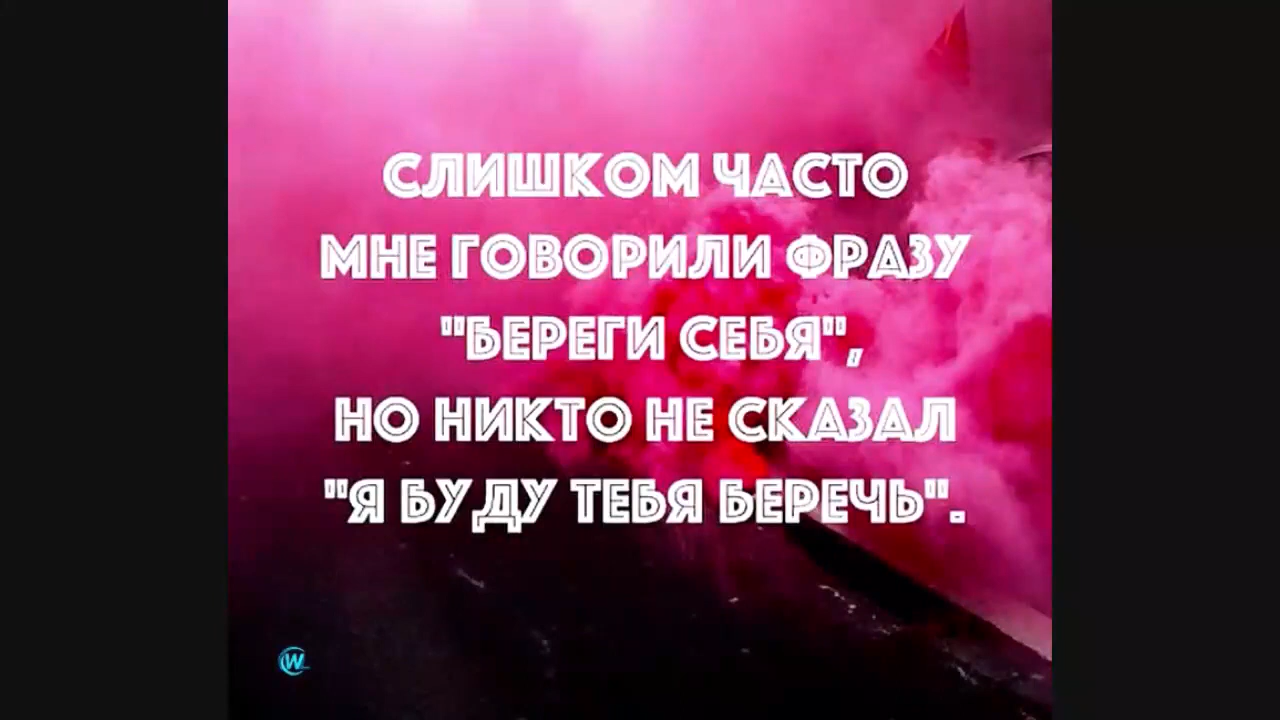 СЛИШКОМ ЧАСТО
МНЕ ГОВОРИЛИ ФРАЗУ
"БЕРЕГИ СЕБЯ",
НО НИКТО НЕ СКАЗАЛ
"Я БУДУ ТЕБЯ БЕРЕЧЬ".
W